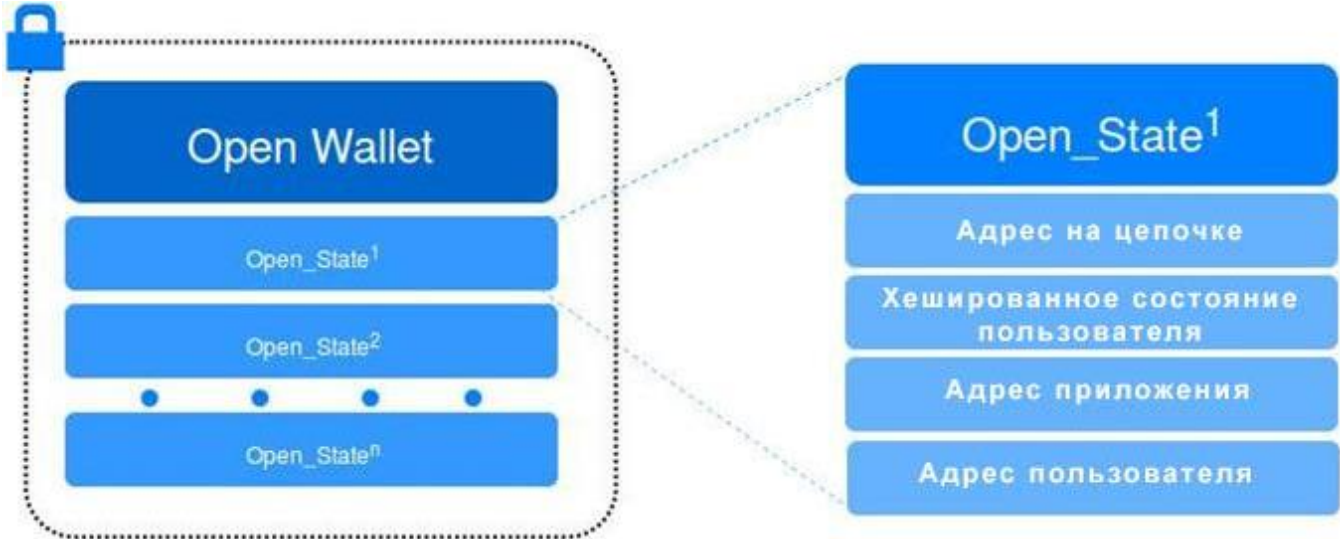 Open Wallet
Open_State¹
Open_State²
Open_Stateⁿ
Open_State¹
Адрес на цепочке
Хешированное состояние
пользователя
Адрес приложения
Адрес пользователя